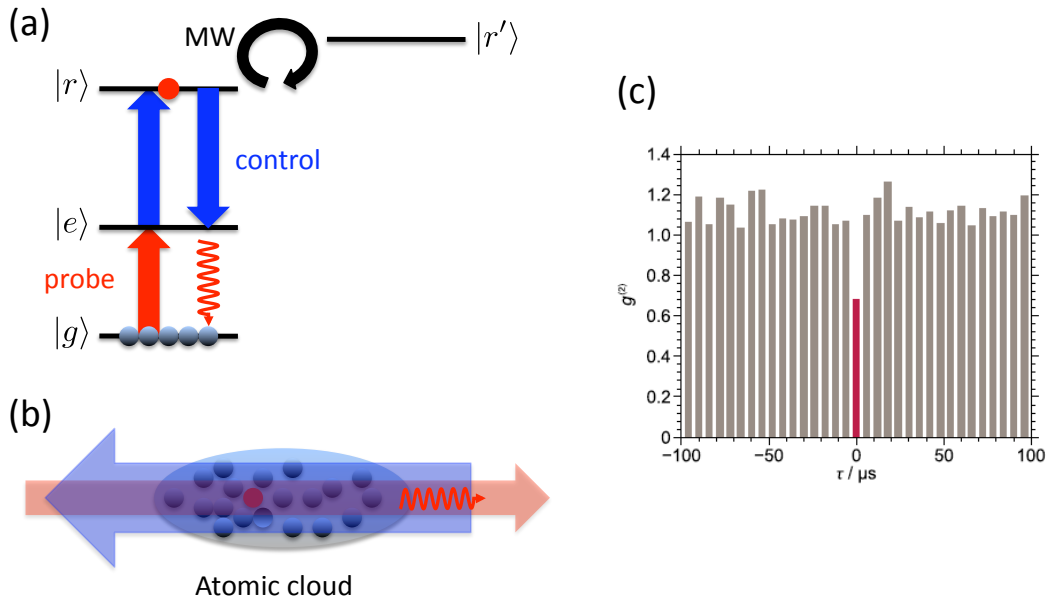 (a)
MW
|r′⟩
|r⟩
control
|e⟩
probe
|g⟩
(b)
Atomic cloud
(c)
1.4
1.2
1.0
0.8
0.6
0.4
0.2
0
g(2)
−100 −50 0 50 100
τ / µs